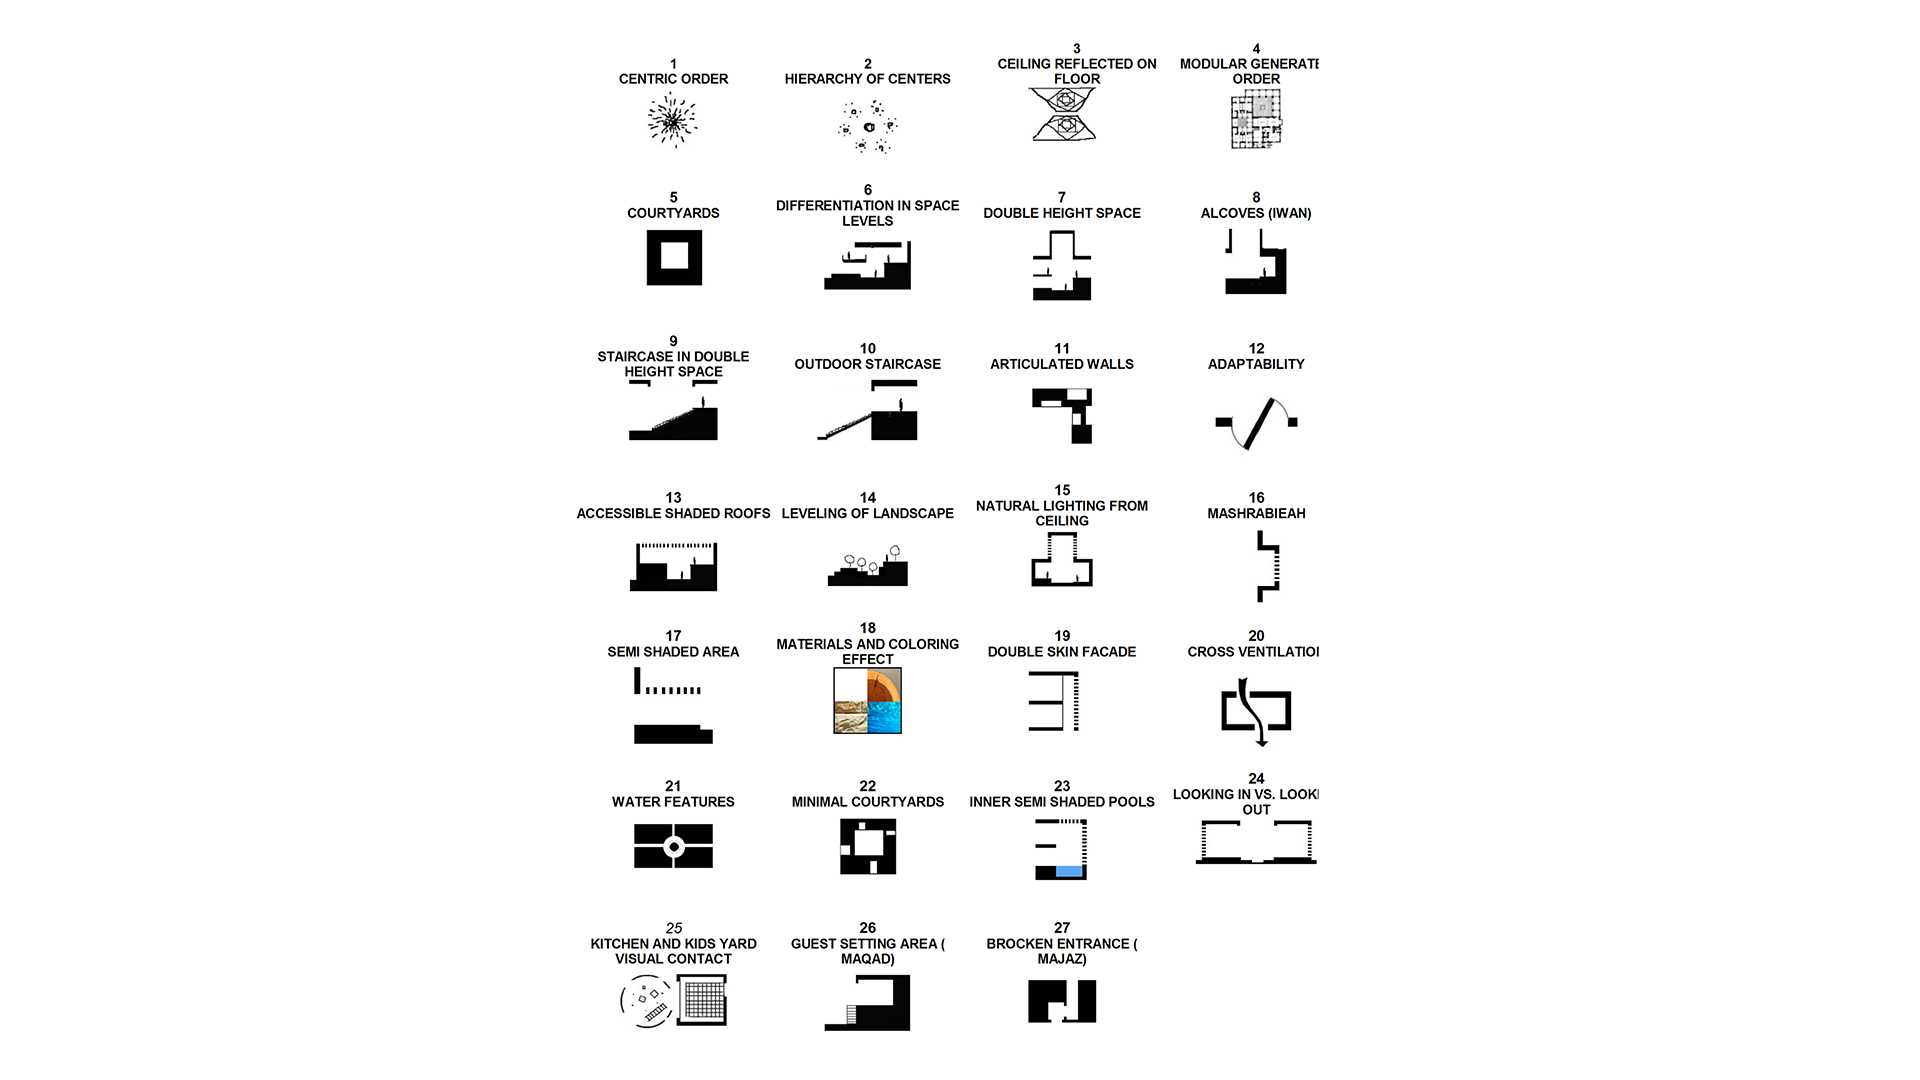 1
CENTRIC ORDER
2
HIERARCHY OF CENTERS
3
CEILING REFLECTED ON
FLOOR
4
MODULAR GENERATE
ORDER
5
COURTYARDS
6
DIFFERENTIATION IN SPACE
LEVELS
7
DOUBLE HEIGHT SPACE
8
ALCOVES (IWAN)
9
STAIRCASE IN DOUBLE
HEIGHT SPACE
10
OUTDOOR STAIRCASE
11
ARTICULATED WALLS
12
ADAPTABILITY
13
ACCESSIBLE SHADED ROOFS
14
LEVELING OF LANDSCAPE
15
NATURAL LIGHTING FROM
CEILING
16
MASHRABIEAH
17
SEMI SHADED AREA
18
MATERIALS AND COLORING
EFFECT
19
DOUBLE SKIN FACADE
20
CROSS VENTILATIO
21
WATER FEATURES
22
MINIMAL COURTYARDS
23
INNER SEMI SHADED POOLS
24
LOOKING IN VS. LOOK
OUT
25
KITCHEN AND KIDS YARD
VISUAL CONTACT
26
GUEST SETTING AREA (
MAQAD)
27
BROCKEN ENTRANCE (
MAJAZ)